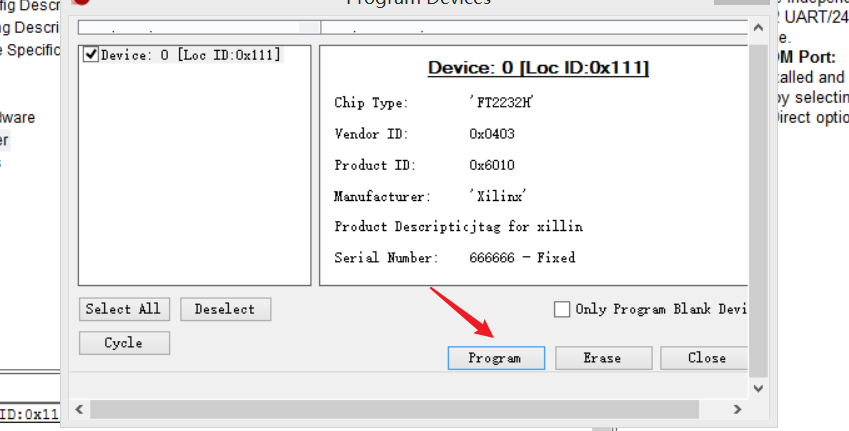 Program Devices
fig Descr
g Descri
e Specific
UART/24
e.
M Port:
alled and
by selectin
Direct optio
dware
er
Device: 0 [Loc ID:0x111]
Device: 0 [Loc ID:0x111]
Chip Type: 'FT2232H'
Vendor ID: 0x0403
Product ID: 0x6010
Manufacturer: 'Xilinx'
Product Descripticjtag for xillin
Serial Number: 666666 - Fixed
Select All Deselect
Only Program Blank Devi
Cycle
Program Erase Close
ID:0x11